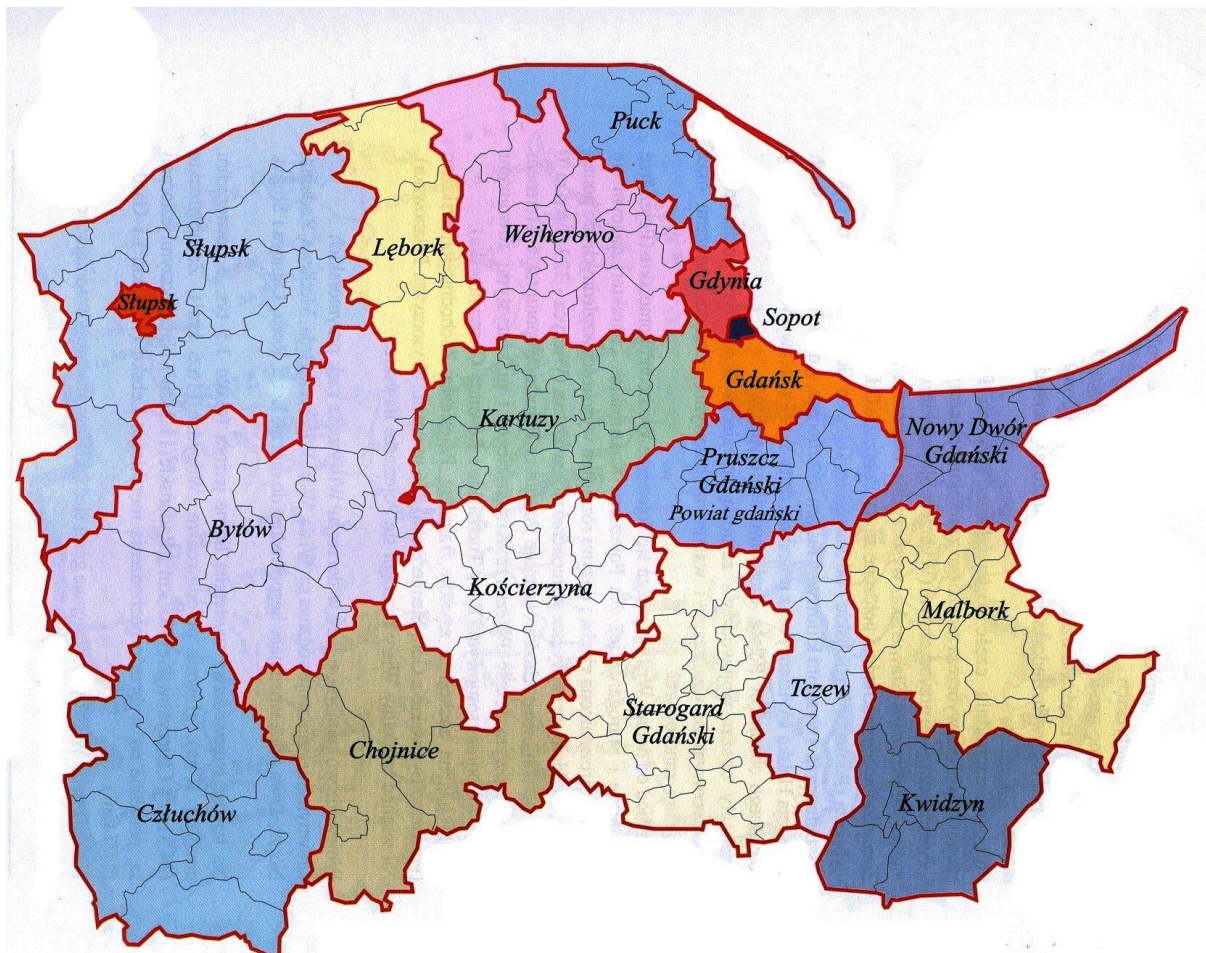 Puck
Słupsk
Lębork
Wejherowo
Gdynia
Słupsk
Sopot
Gdańsk
Kartuzy
Nowy Dwór
Gdański
Pruszcz
Gdański
Powiat gdański
Bytów
Kościerzyna
Malbork
Tczew
Starogard
Gdański
Chojnice
Człuchów
Kwidzyn